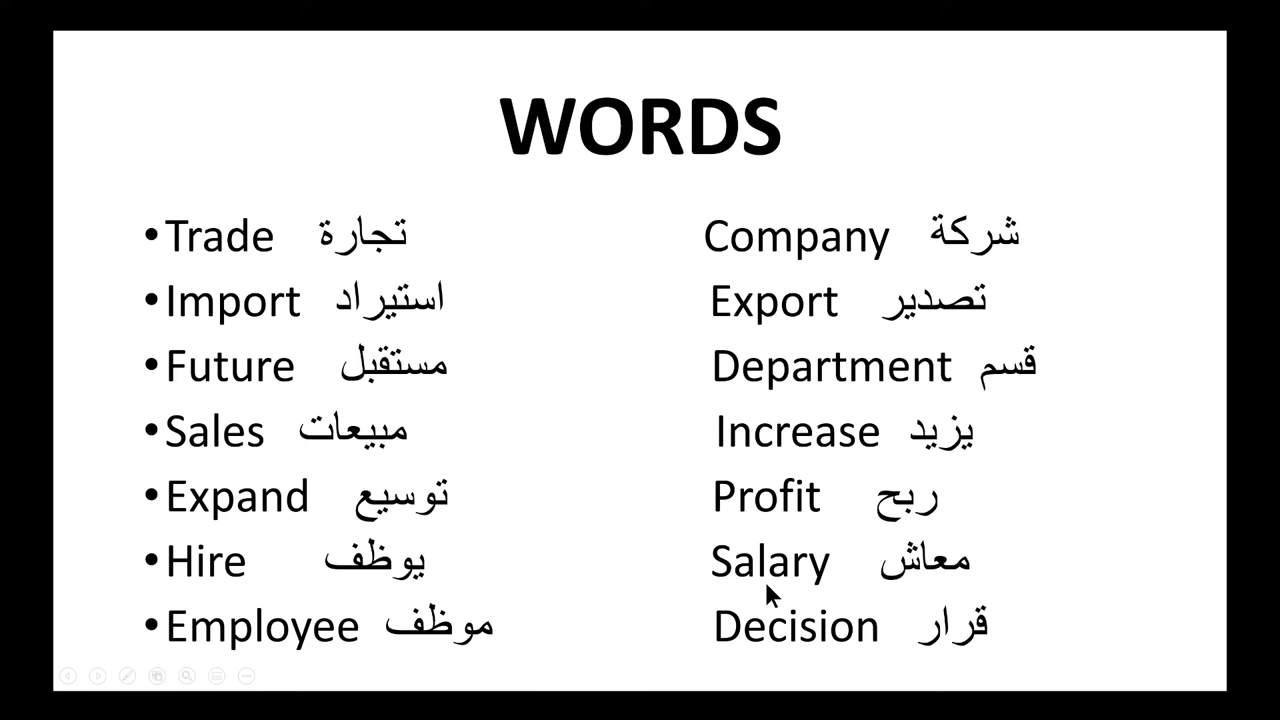 WORDS
•Trade تجارة Company شركة
•Import استيراد Export تصدير
•Future مستقبل Department قسم
•Sales مبيعات Increase يزيد
•Expand توسيع Profit ربح
•Hire يوظف Salary معاش
•Employee موظف Decision قرار